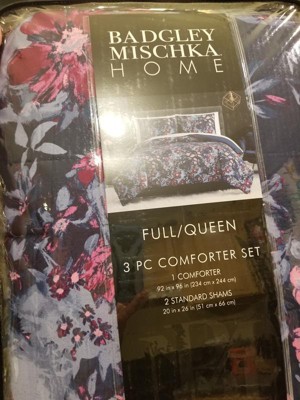 BADGLEY
MISCHKA
HOME
FULL/QUEEN
3 PC COMFORTER SET
1 COMFORTER
92 in x 96 in (234 cm x 244 cm)
2 STANDARD SHAMS
20 in x 26 in (51 cm x 66 cm)